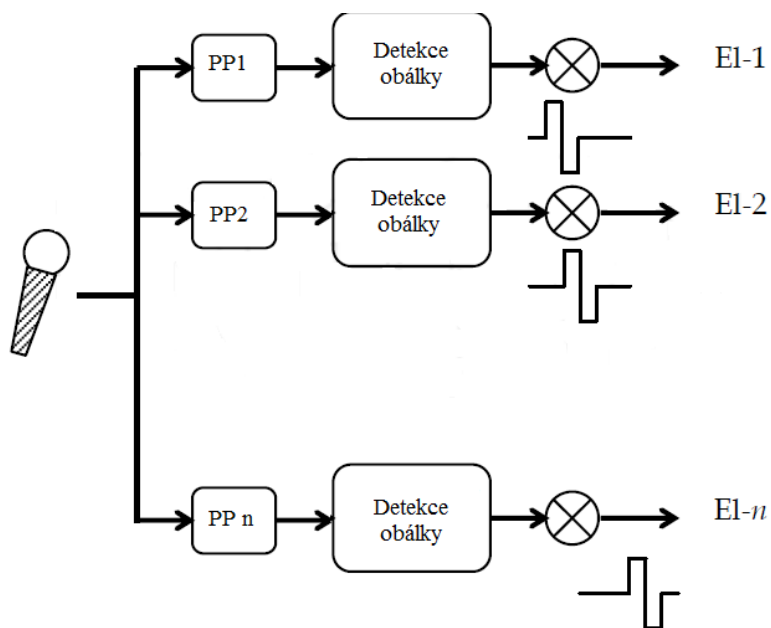 PP1
Detekce
obálky
El-1
PP2
Detekce
obálky
El-2
PP n
Detekce
obálky
El-n